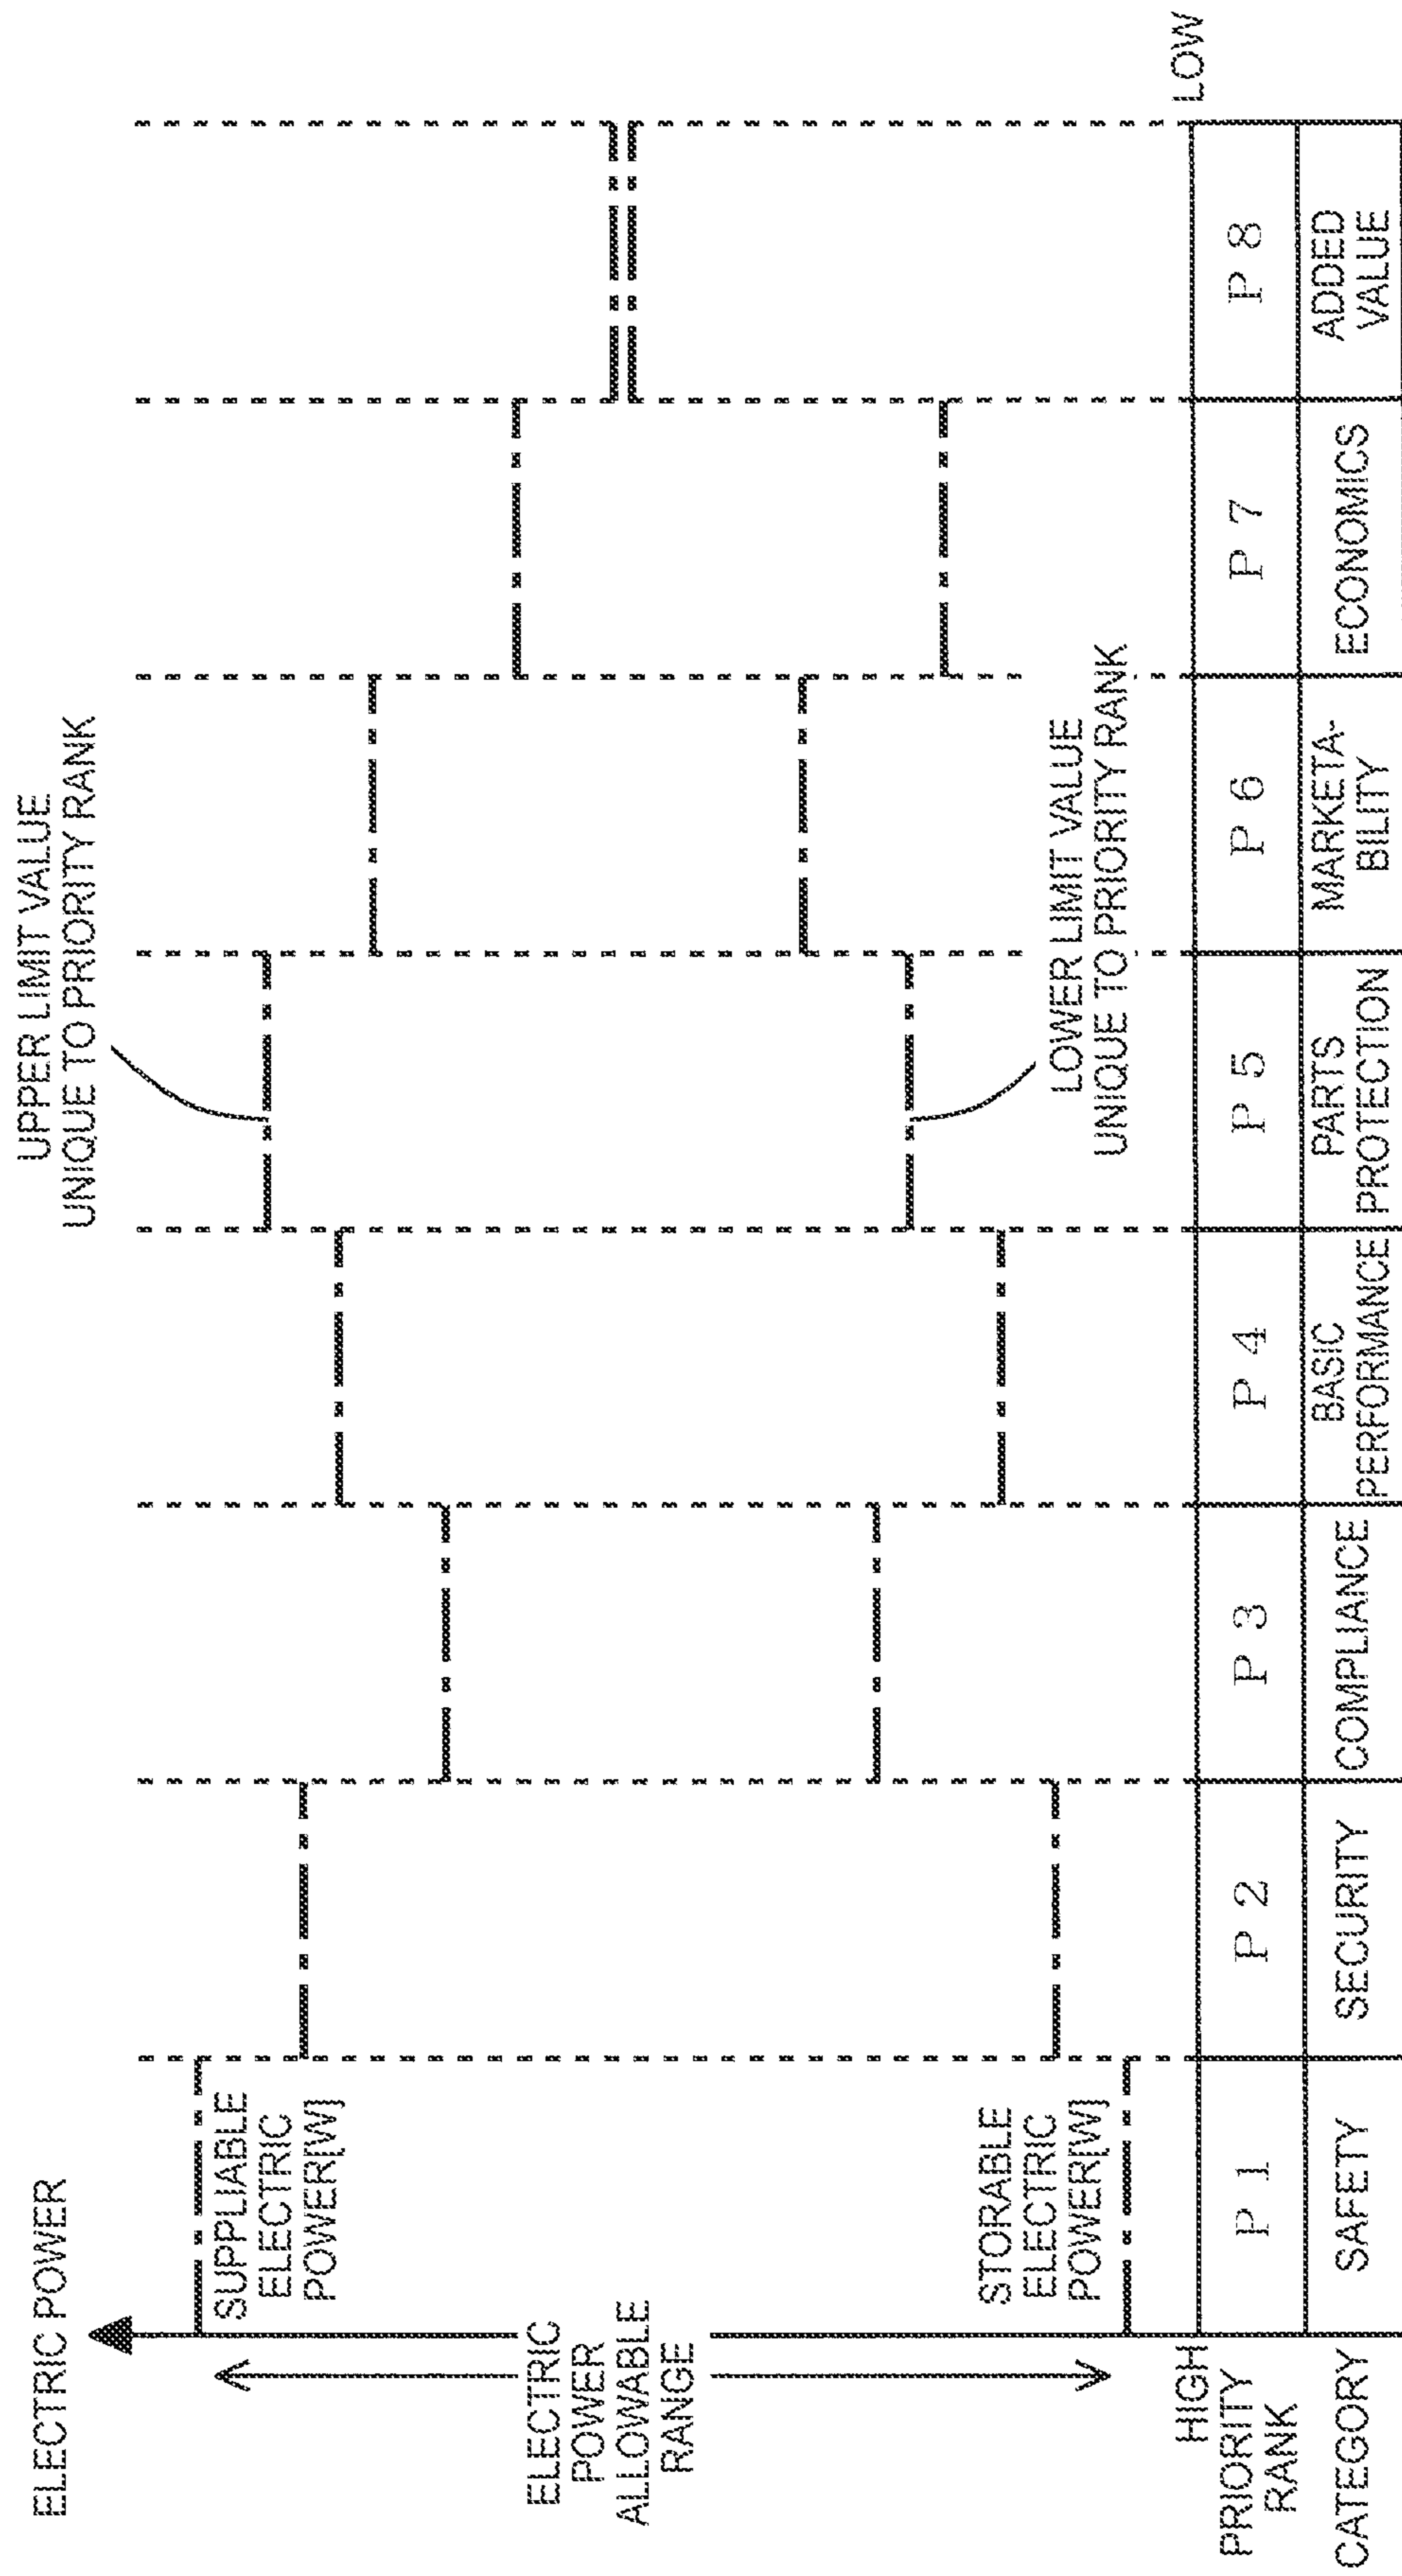 ELECTRIC POWER
UPPER LIMIT VALUE
UNIQUE TO PRIORITY RANK
SUPPLIABLE
ELECTRIC
POWER[W]
ELECTRIC
POWER
ALLOWABLE
RANGE
STORABLE
ELECTRIC
POWER[W]
LOWER LIMIT VALUE
UNIQUE TO PRIORITY RANK
HIGH
LOW
PRIORITY
RANK
P 1
P 2
P 3
P 4
P 5
P 6
P 7
P 8
CATEGORY
SAFETY
SECURITY
COMPLIANCE
BASIC
PERFORMANCE
PARTS
PROTECTION
MARKETA-
BILITY
ECONOMICS
ADDED
VALUE